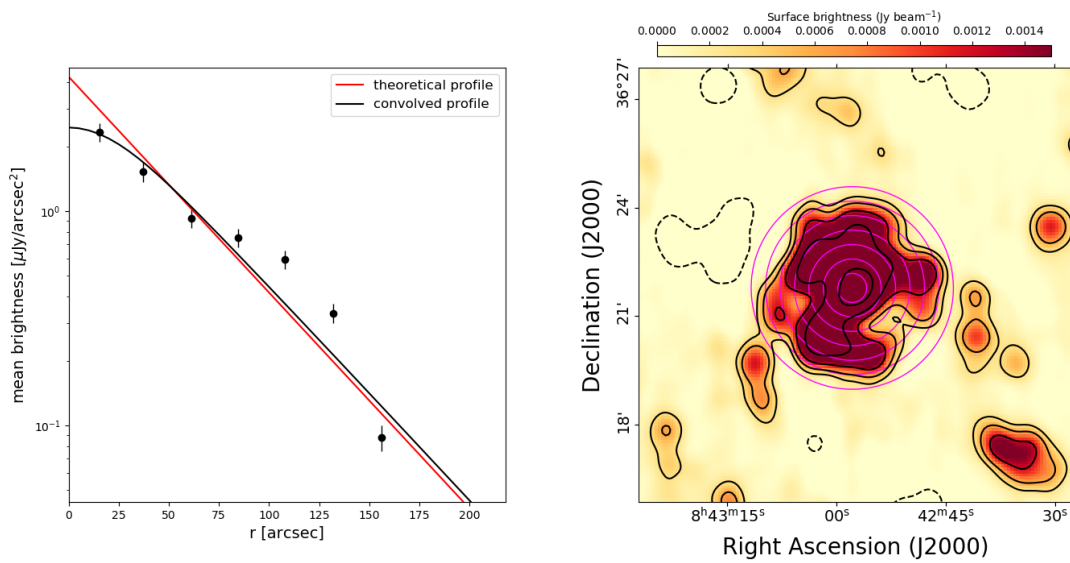 theoretical profile
convolved profile
10⁰
10⁻¹
mean brightness [μJy/arcsec²]
0 25 50 75 100 125 150 175 200
r [arcsec]
Surface brightness (Jy beam⁻¹)
0.0000 0.0002 0.0004 0.0006 0.0008 0.0010 0.0012 0.0014
36°27'
24'
21'
18'
Declination (J2000)
8ʰ43ᵐ15ˢ 00ˢ 42ᵐ45ˢ 30ˢ
Right Ascension (J2000)